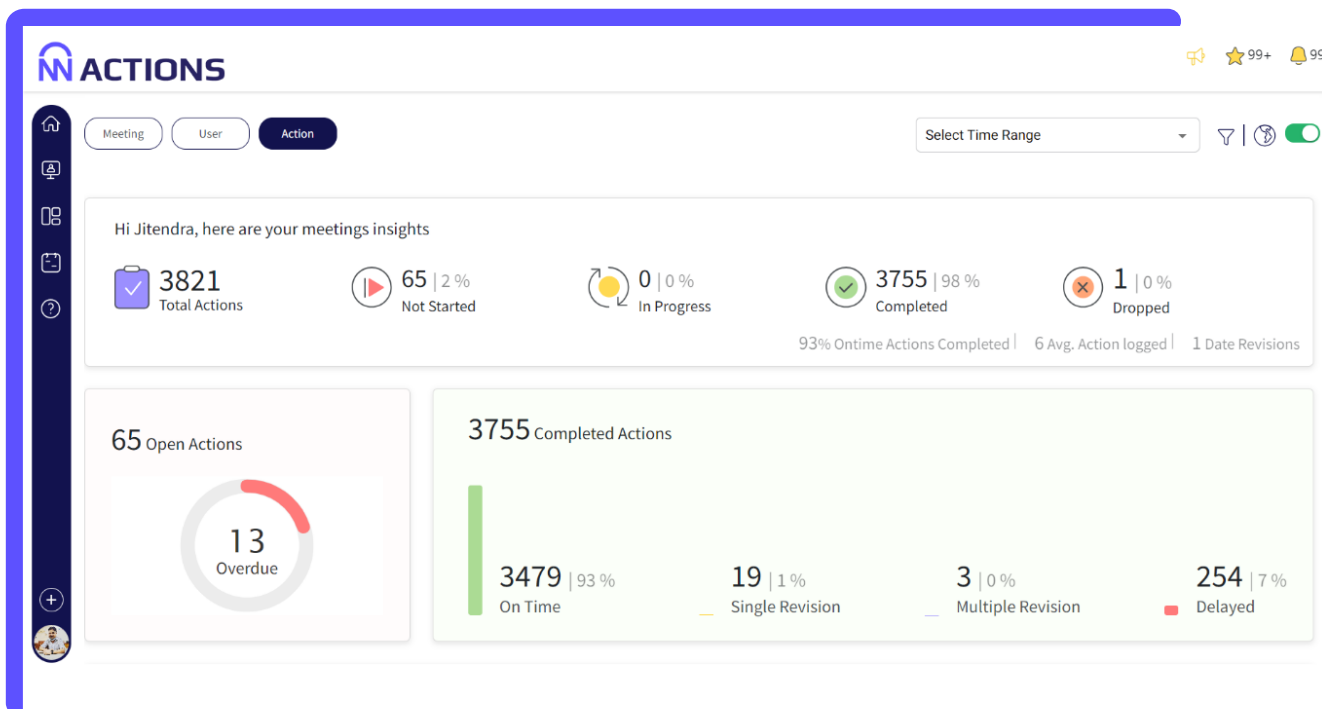 ACTIONS
99+
99
Meeting
User
Action
Select Time Range
Hi Jitendra, here are your meetings insights
3821
Total Actions
65 | 2 %
Not Started
0 | 0 %
In Progress
3755 | 98 %
Completed
1 | 0 %
Dropped
93% Ontime Actions Completed | 6 Avg. Action logged | 1 Date Revisions
65 Open Actions
13
Overdue
3755 Completed Actions
3479 | 93 %
On Time
19 | 1 %
Single Revision
3 | 0 %
Multiple Revision
254 | 7 %
Delayed